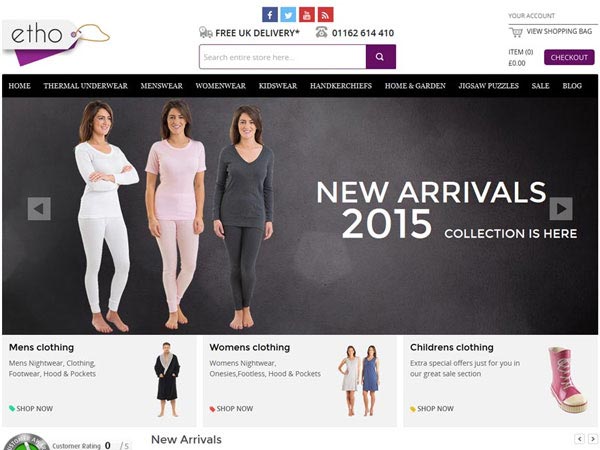 etho
FREE UK DELIVERY*
01162 614 410
Search entire store here...
YOUR ACCOUNT
VIEW SHOPPING BAG
ITEM (0)
£0.00
CHECKOUT
HOME THERMAL UNDERWEAR MENSWEAR WOMENWEAR KIDSWEAR HANDKERCHIEFS HOME & GARDEN JIGSAW PUZZLES SALE BLOG
NEW ARRIVALS
2015 COLLECTION IS HERE
Mens clothing
Mens Nightwear, Clothing,
Footwear, Hood & Pockets
SHOP NOW
Womens clothing
Womens Nightwear,
Onesies,Footless, Hood & Pockets
SHOP NOW
Childrens clothing
Extra special offers just for you in
our great sale section
SHOP NOW
Customer Rating 0 / 5
New Arrivals